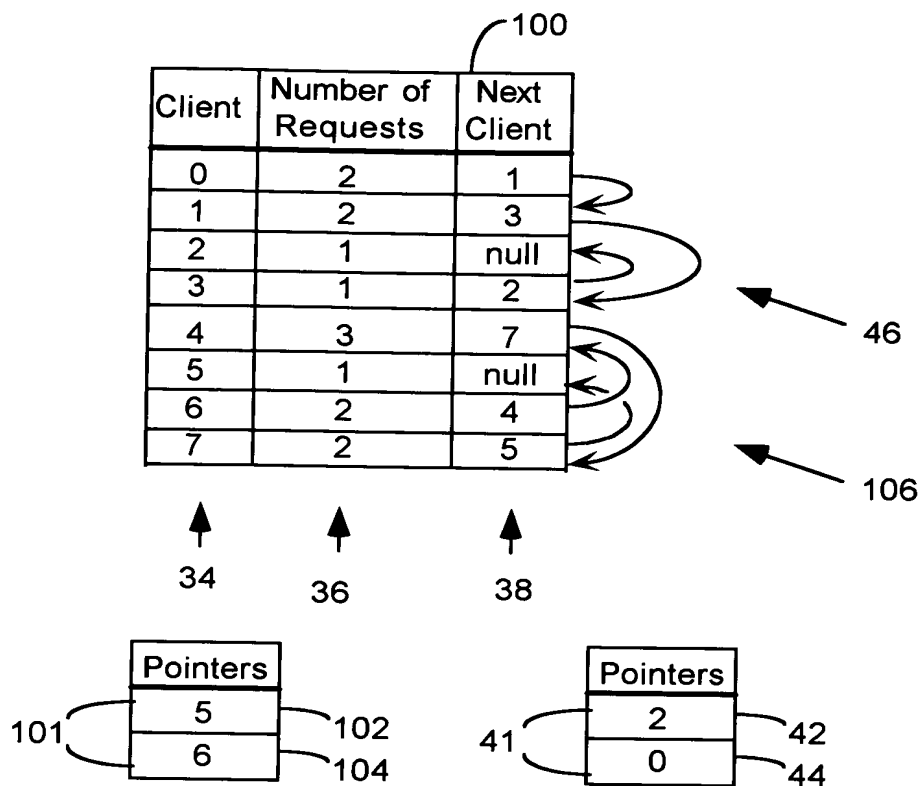 100
Client Number of Requests Next Client
0 2 1
1 2 3
2 1 null
3 1 2
4 3 7
5 1 null
6 2 4
7 2 5
46
106
34 36 38
Pointers Pointers
101 5 102 41 2 42
6 104 0 44